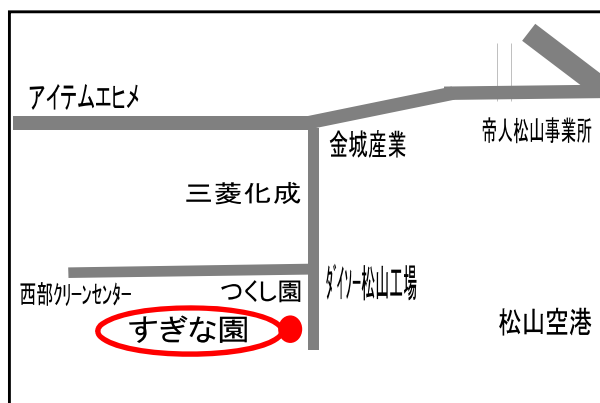 アイテムエヒメ
帝人松山事業所
金城産業
三菱化成
ダイソー松山工場
西部クリーンセンター
つくし園
すぎな園
松山空港